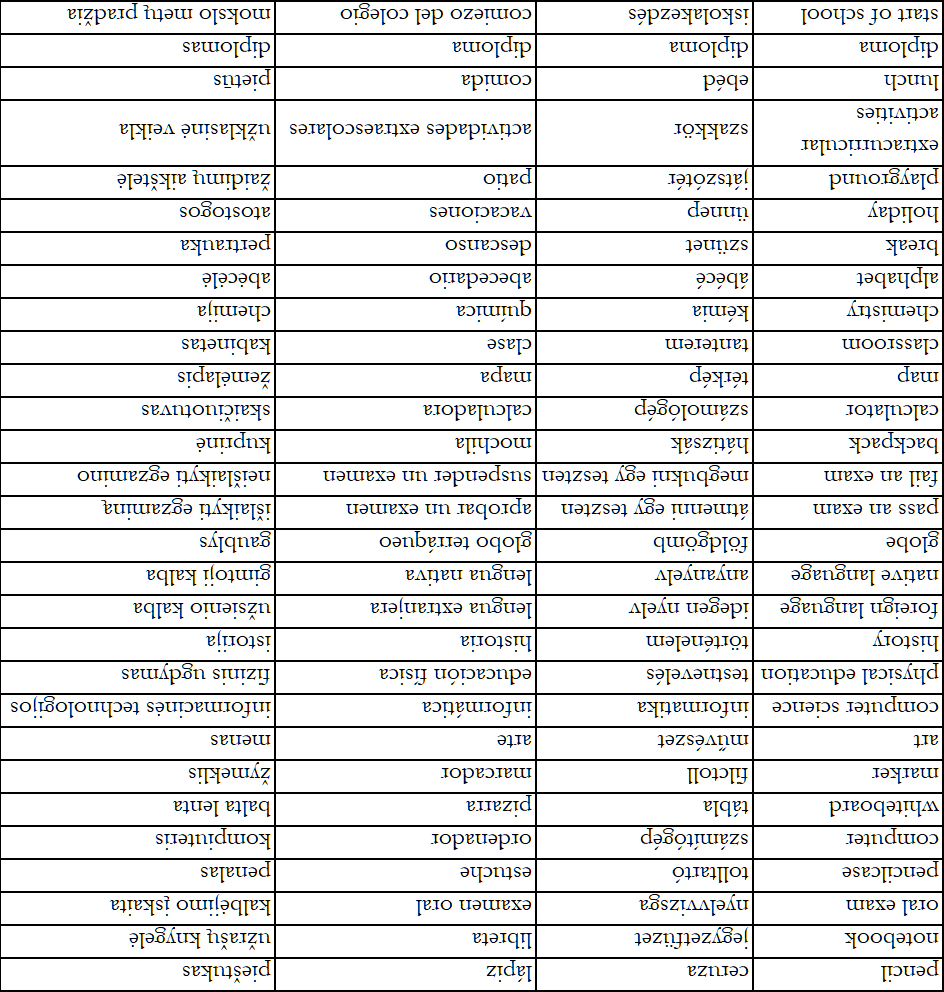 pencil ceruza lápiz pieštukas
notebook jegyzetfüzet libreta užrašų knygelė
oral exam nyelvvizsga examen oral kalbėjimo įskaita
pencilcase tolltartó estuche penalas
computer számítógép ordenador kompiuteris
whiteboard tábla pizarra balta lenta
marker filctoll marcador žymeklis
art művészet arte menas
computer science informatika informática informacinės technologijos
physical education testnevelés educación física fizinis ugdymas
history történelem historia istorija
foreign language idegen nyelv lengua extranjera užsienio kalba
native language anyanyelv lengua nativa gimtoji kalba
globe földgömb globo terráqueo gaublys
pass an exam átmenni egy teszten aprobar un examen išlaikyti egzaminą
fail an exam megbukni egy teszten suspender un examen neišlaikyti egzamino
backpack hátizsák mochila kuprinė
calculator számológép calculadora skaičiuotuvas
map térkép mapa žemėlapis
classroom tanterem clase kabinetas
chemistry kémia química chemija
alphabet ábécé abecedario abėcėlė
break szünet descanso pertrauka
holiday ünnep vacaciones atostogos
playground játszótér patio žaidimų aikštelė
extracurricular
activities szakkör actividades extraescolares užklasinė veikla
lunch ebéd comida pietūs
diploma diploma diploma diplomas
start of school iskolakezdés comiezo del colegio mokslo metų pradžia